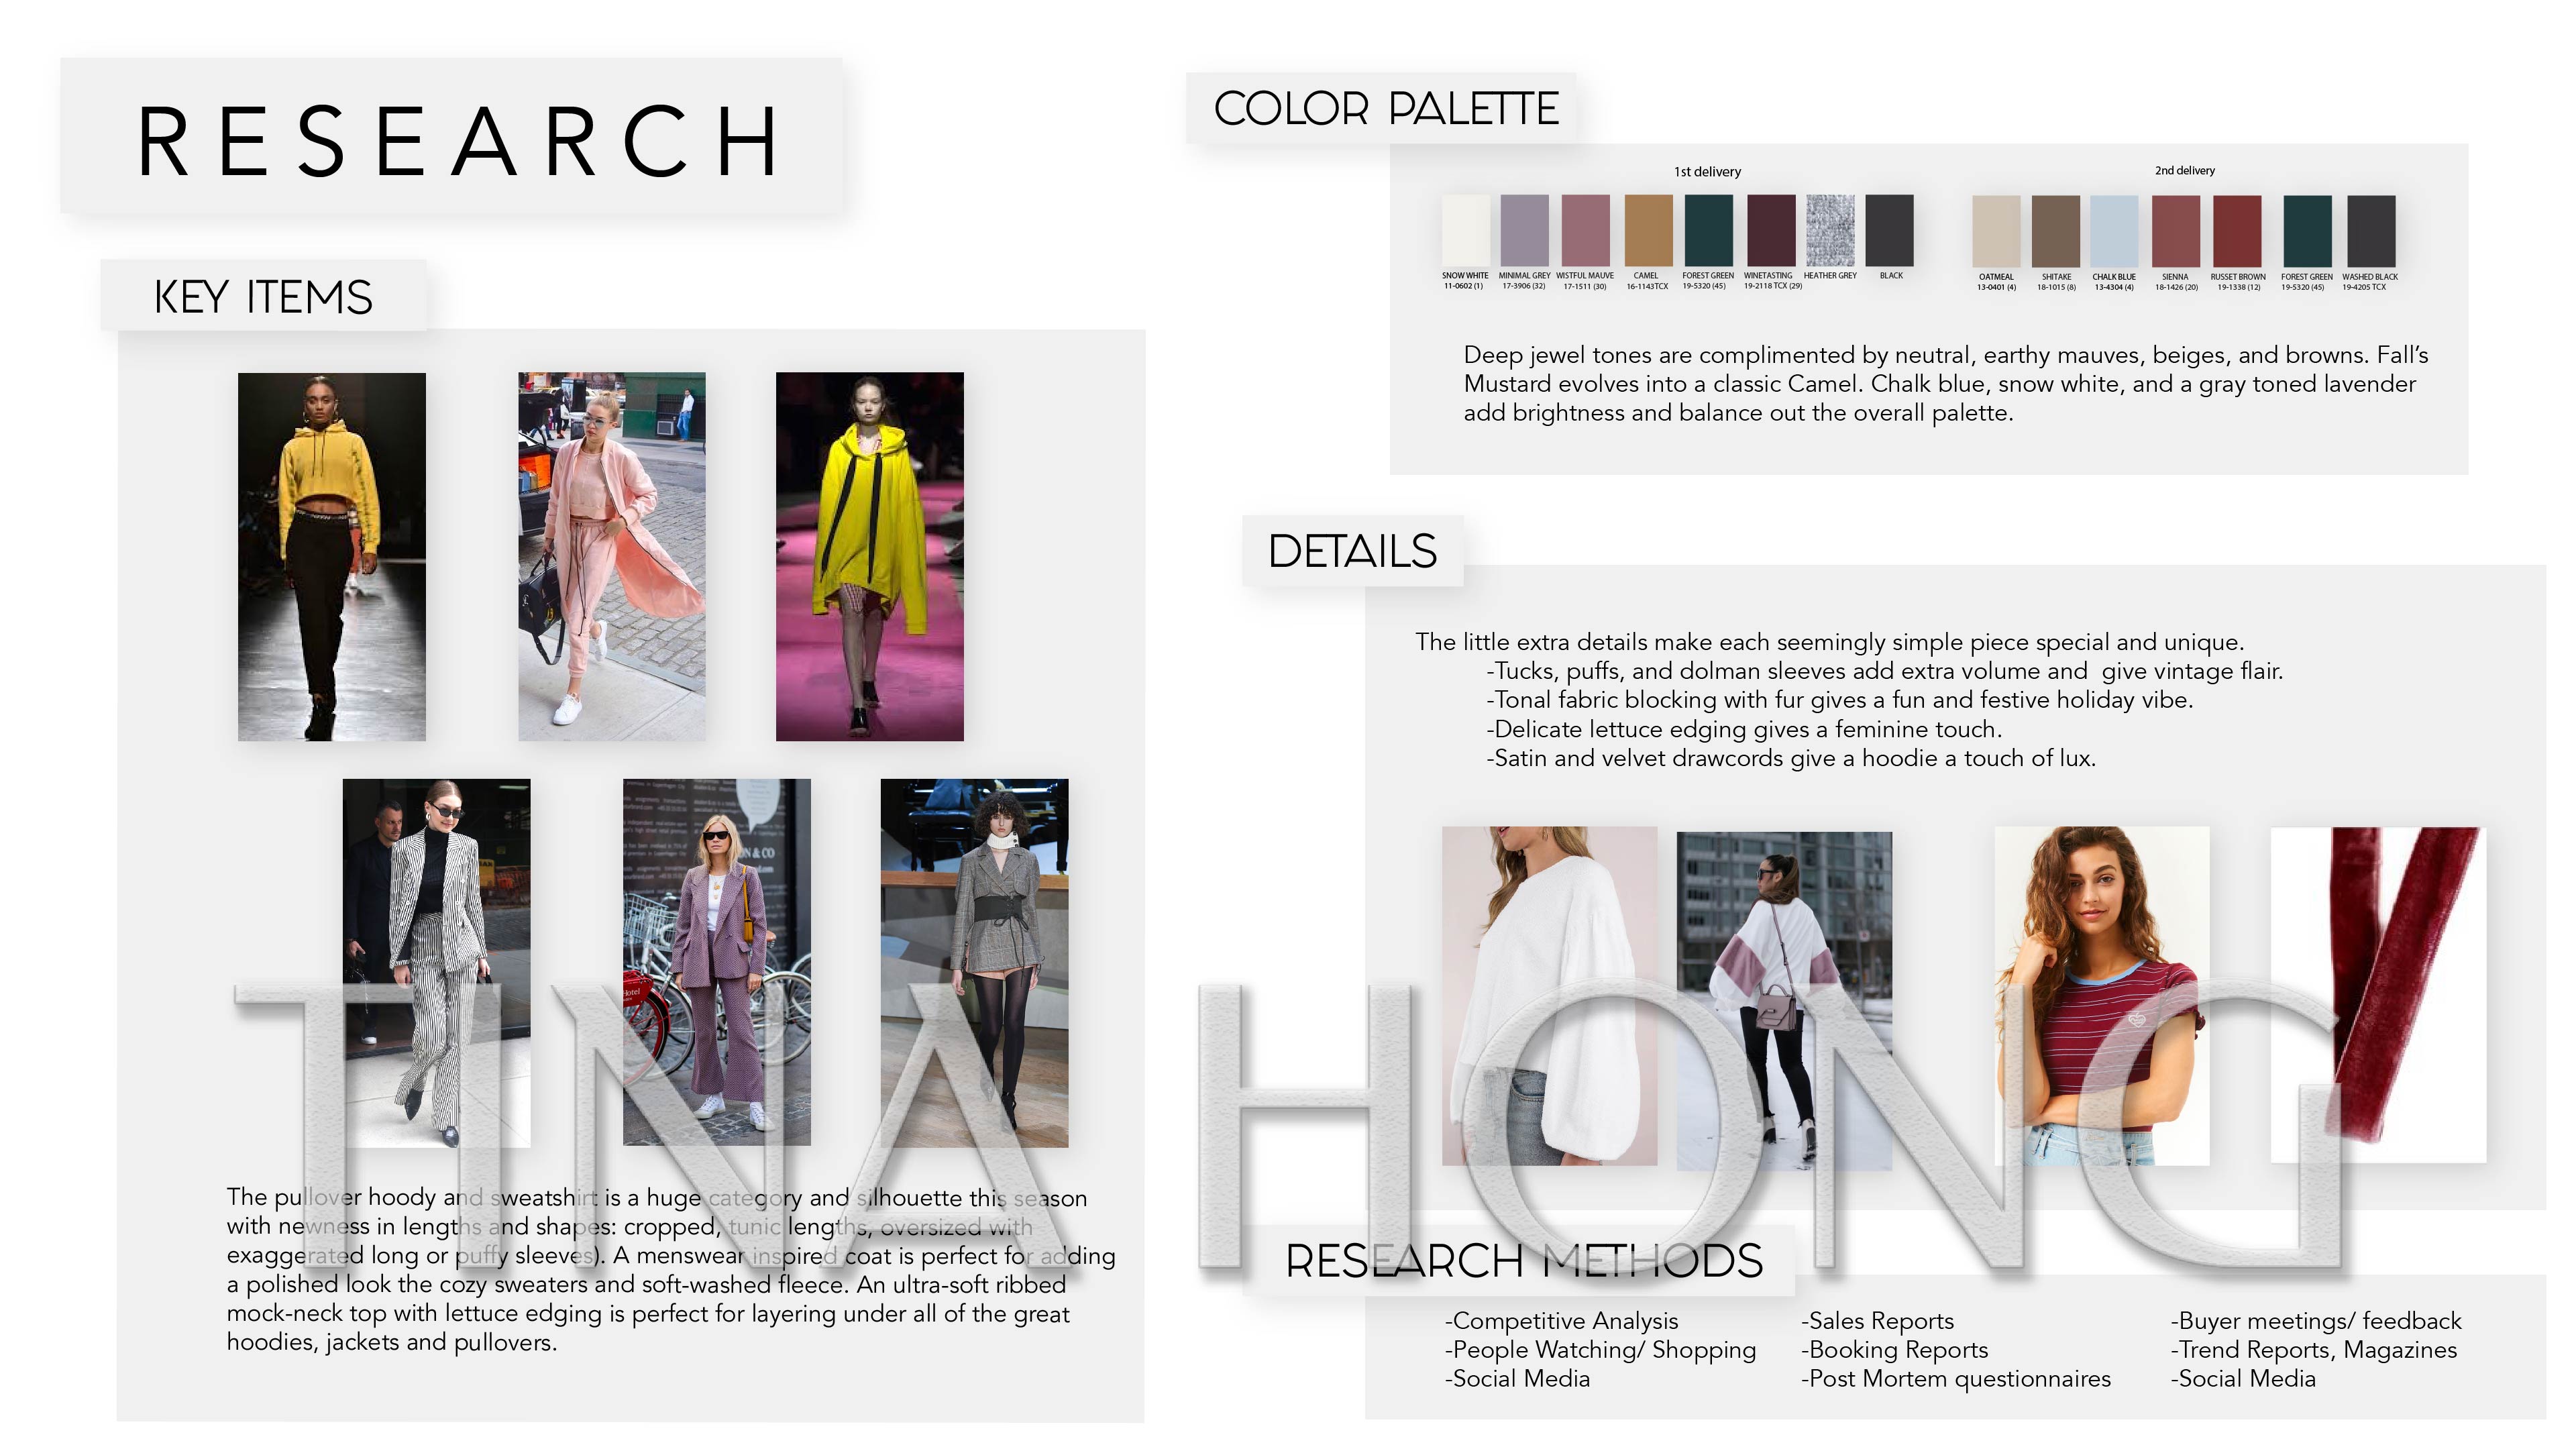 RESEARCH
KEY ITEMS
The pullover hoody and sweatshirt is a huge category and silhouette this season
with newness in lengths and shapes: cropped, tunic lengths, oversized with
exaggerated long or puffy sleeves). A menswear inspired coat is perfect for adding
a polished look the cozy sweaters and soft-washed fleece. An ultra-soft ribbed
mock-neck top with lettuce edging is perfect for layering under all of the great
hoodies, jackets and pullovers.
COLOR PALETTE
1st delivery
SNOW WHITE MINIMAL GREY WISTFUL MAUVE CAMEL FOREST GREEN WINETASTING HEATHER GREY BLACK
11-0602 (1) 17-3906 (32) 17-1511 (30) 16-1143TCX 19-5320 (45) 19-2118 TCX (29)
2nd delivery
OATMEAL SHITAKE CHALK BLUE SIENNA RUSSET BROWN FOREST GREEN WASHED BLACK
13-0401 (4) 18-1015 (8) 13-4304 (4) 18-1426 (20) 19-1338 (12) 19-5320 (45) 19-4205 TCX
Deep jewel tones are complimented by neutral, earthy mauves, beiges, and browns. Fall's
Mustard evolves into a classic Camel. Chalk blue, snow white, and a gray toned lavender
add brightness and balance out the overall palette.
DETAILS
The little extra details make each seemingly simple piece special and unique.
-Tucks, puffs, and dolman sleeves add extra volume and give vintage flair.
-Tonal fabric blocking with fur gives a fun and festive holiday vibe.
-Delicate lettuce edging gives a feminine touch.
-Satin and velvet drawcords give a hoodie a touch of lux.
RESEARCH METHODS
-Competitive Analysis
-People Watching/ Shopping
-Social Media
-Sales Reports
-Booking Reports
-Post Mortem questionnaires
-Buyer meetings/ feedback
-Trend Reports, Magazines
-Social Media
TINA HONG